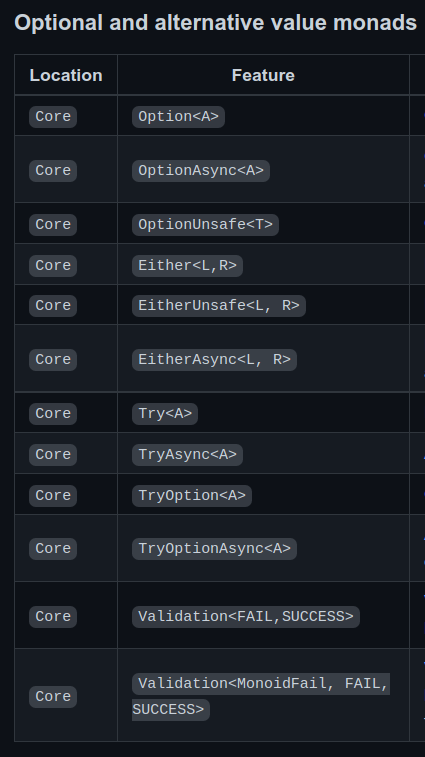 Optional and alternative value monads
Location Feature
Core Option<A>
Core OptionAsync<A>
Core OptionUnsafe<T>
Core Either<L,R>
Core EitherUnsafe<L, R>
Core EitherAsync<L, R>
Core Try<A>
Core TryAsync<A>
Core TryOption<A>
Core TryOptionAsync<A>
Core Validation<FAIL,SUCCESS>
Core Validation<MonoidFail, FAIL,
SUCCESS>